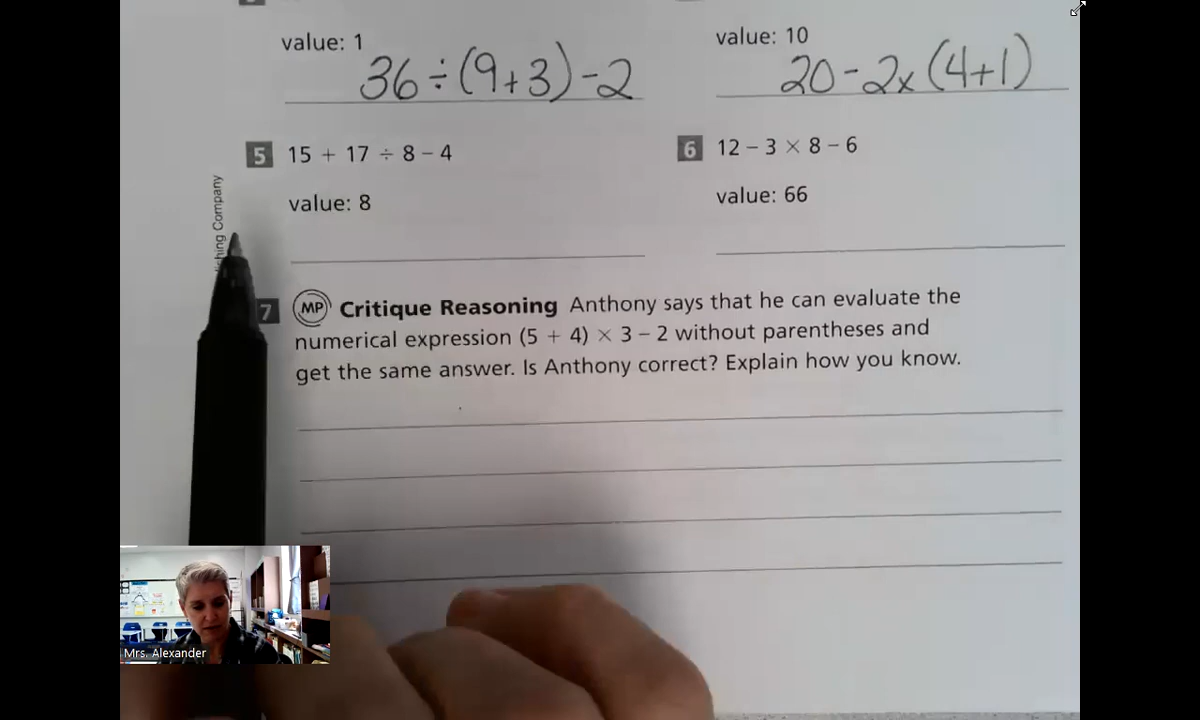 value: 1
36 ÷ (9+3) - 2
value: 10
20 - 2 x (4+1)
5 15 + 17 ÷ 8 – 4
value: 8
6 12 – 3 × 8 – 6
value: 66
ching Company
7 MP Critique Reasoning Anthony says that he can evaluate the
numerical expression (5 + 4) × 3 – 2 without parentheses and
get the same answer. Is Anthony correct? Explain how you know.
Mrs. Alexander